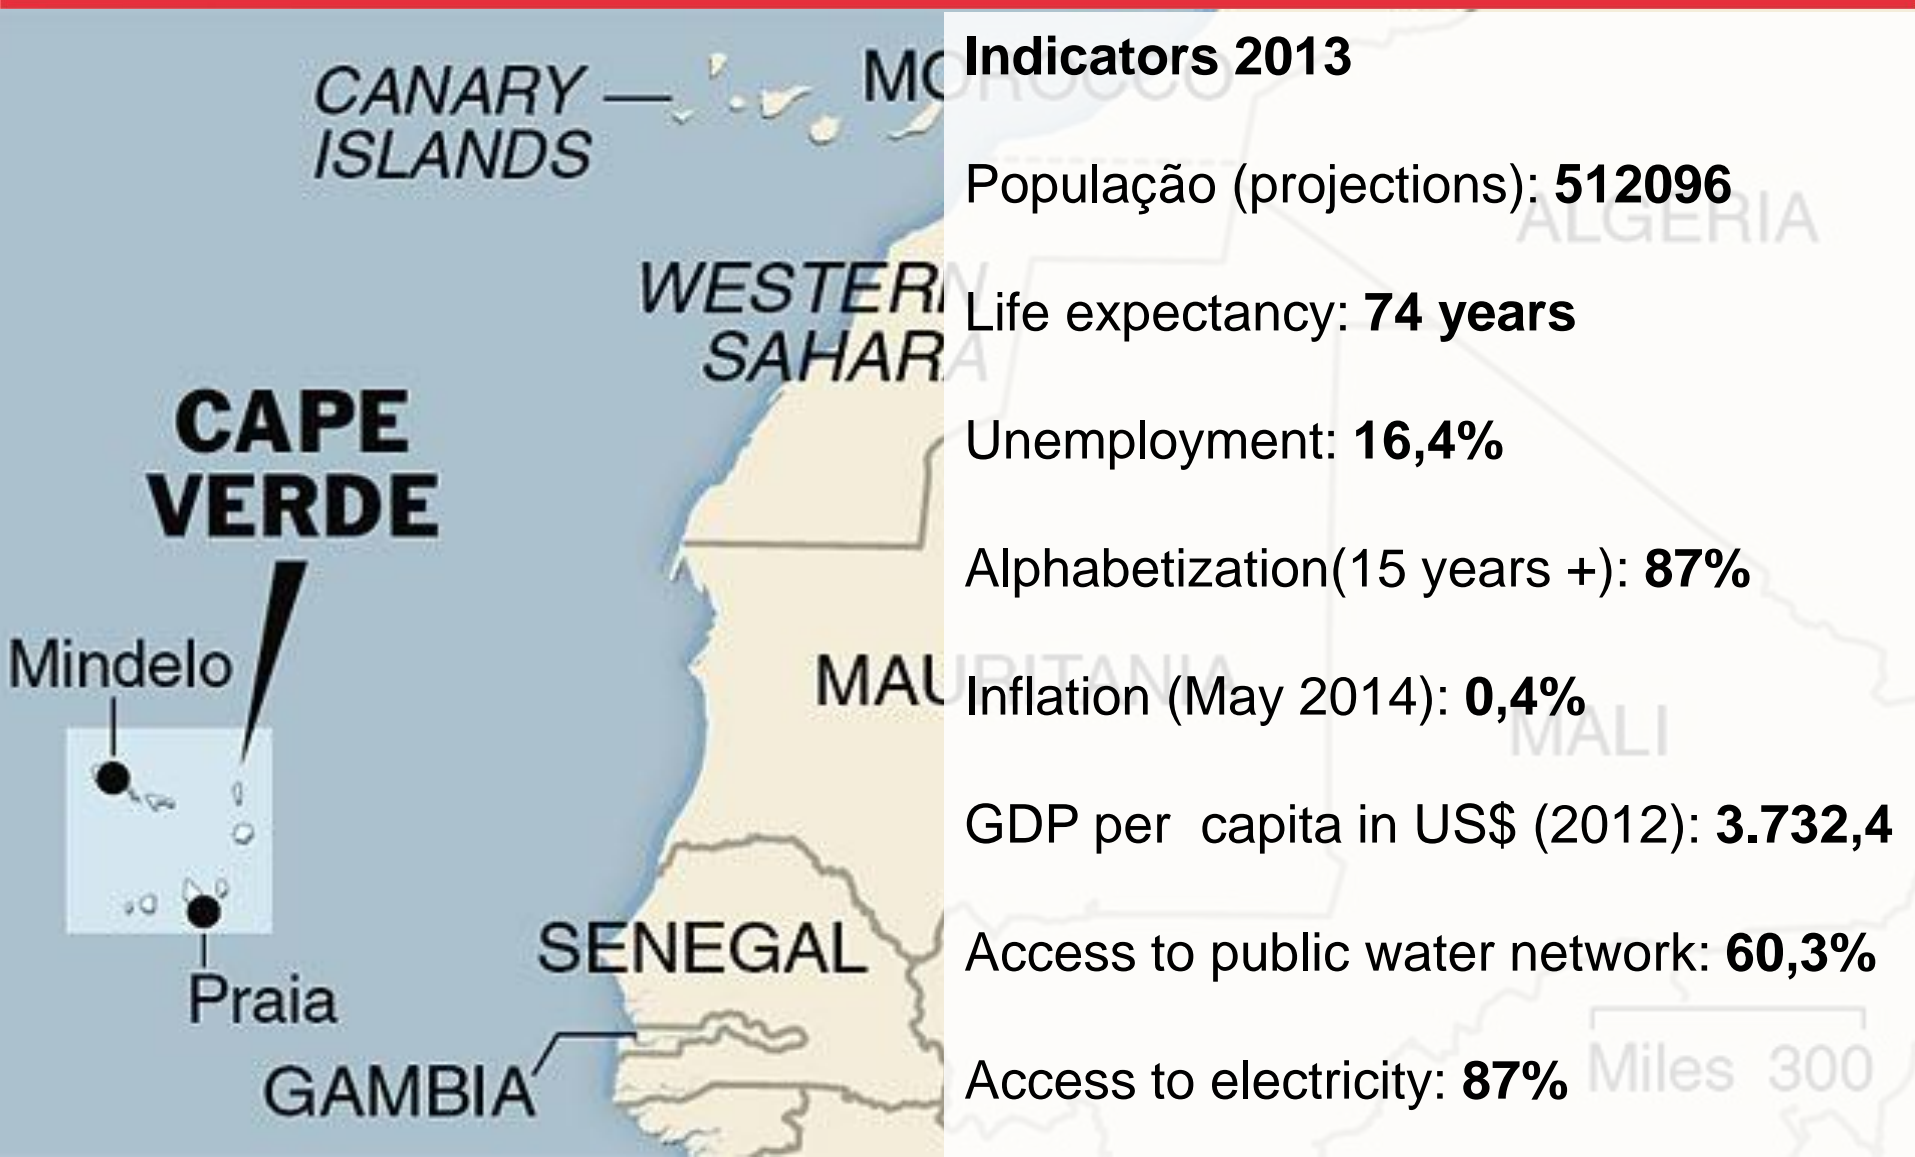 CANARY
ISLANDS
MOROCCO
WESTERN
SAHARA
ALGERIA
CAPE
VERDE
Mindelo
MAURITANIA
MALI
Praia
SENEGAL
GAMBIA
Miles 300
Indicators 2013
População (projections): 512096
Life expectancy: 74 years
Unemployment: 16,4%
Alphabetization(15 years +): 87%
Inflation (May 2014): 0,4%
GDP per  capita in US$ (2012): 3.732,4
Access to public water network: 60,3%
Access to electricity: 87%